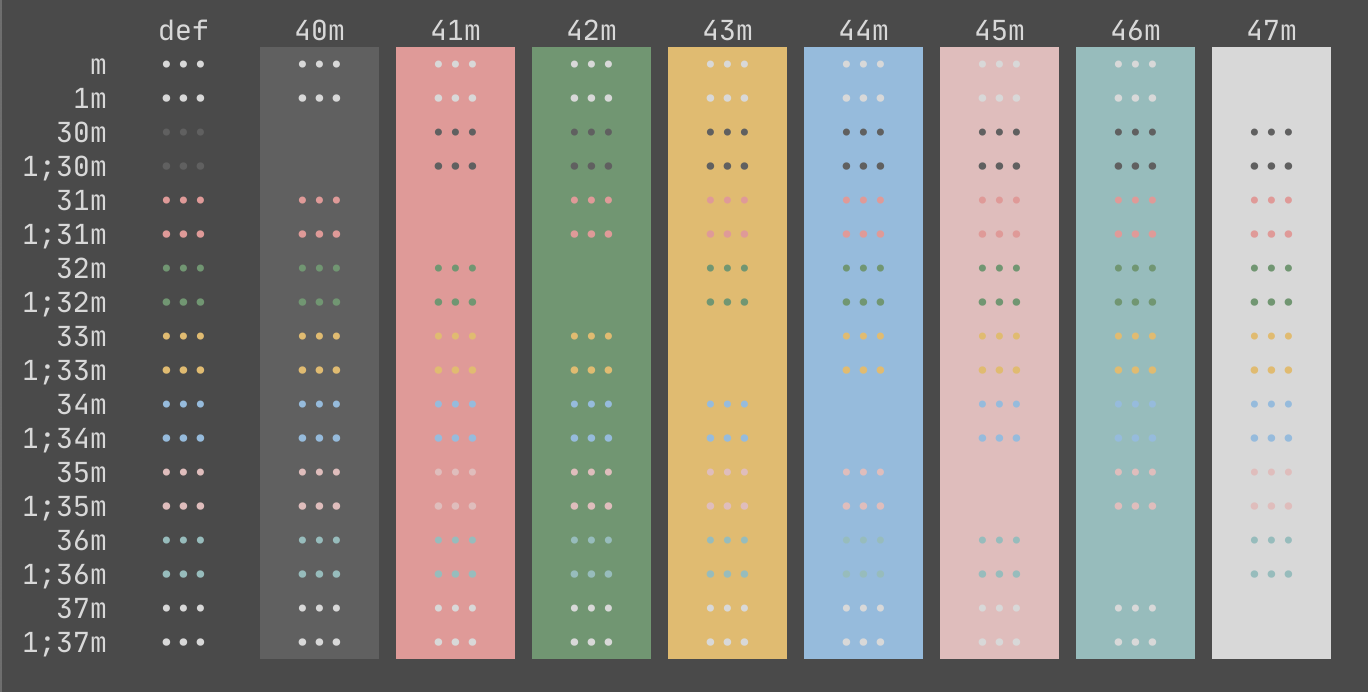 def 40m 41m 42m 43m 44m 45m 46m 47m
m ••• ••• ••• ••• ••• ••• ••• •••
1m ••• ••• ••• ••• ••• ••• ••• •••
30m ••• ••• ••• ••• ••• ••• ••• •••
1;30m ••• ••• ••• ••• ••• ••• ••• •••
31m ••• ••• ••• ••• ••• ••• ••• •••
1;31m ••• ••• ••• ••• ••• ••• ••• •••
32m ••• ••• ••• ••• ••• ••• ••• •••
1;32m ••• ••• ••• ••• ••• ••• ••• •••
33m ••• ••• ••• ••• ••• ••• ••• •••
1;33m ••• ••• ••• ••• ••• ••• ••• •••
34m ••• ••• ••• ••• ••• ••• ••• •••
1;34m ••• ••• ••• ••• ••• ••• ••• •••
35m ••• ••• ••• ••• ••• ••• ••• •••
1;35m ••• ••• ••• ••• ••• ••• ••• •••
36m ••• ••• ••• ••• ••• ••• ••• •••
1;36m ••• ••• ••• ••• ••• ••• ••• •••
37m ••• ••• ••• ••• ••• ••• ••• •••
1;37m ••• ••• ••• ••• ••• ••• ••• •••